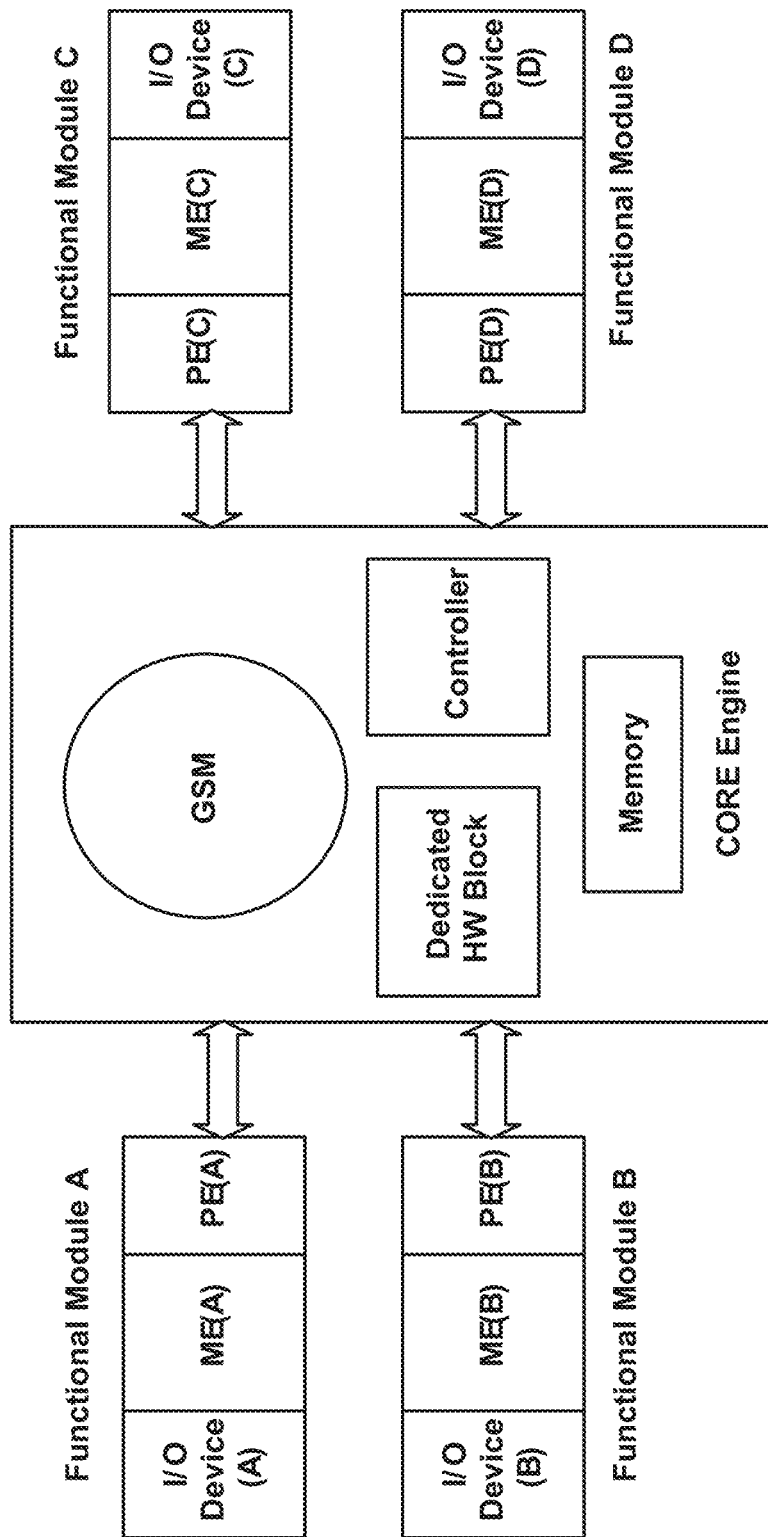 Functional Module A
I/O
Device
(A)
ME(A)
PE(A)
Functional Module B
I/O
Device
(B)
ME(B)
PE(B)
GSM
Dedicated
HW Block
Controller
Memory
CORE Engine
Functional Module C
PE(C)
ME(C)
I/O
Device
(C)
PE(D)
ME(D)
I/O
Device
(D)
Functional Module D